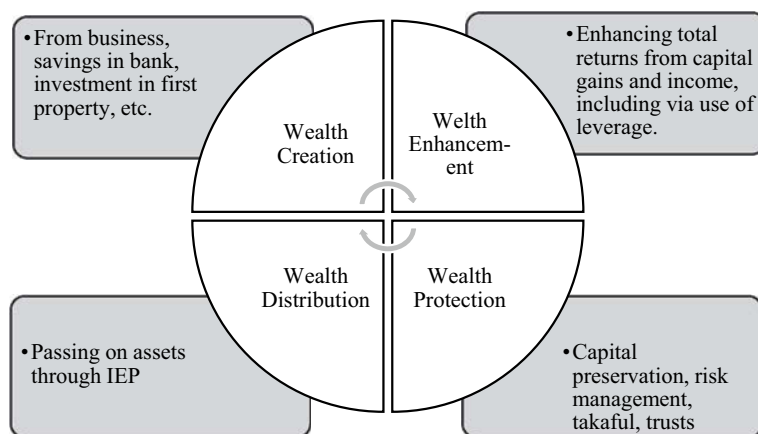 •From business,
savings in bank,
investment in first
property, etc.
•Enhancing total
returns from capital
gains and income,
including via use of
leverage.
Wealth
Creation
Welth
Enhancem-
ent
Wealth
Distribution
Wealth
Protection
•Passing on assets
through IEP
•Capital
preservation, risk
management,
takaful, trusts